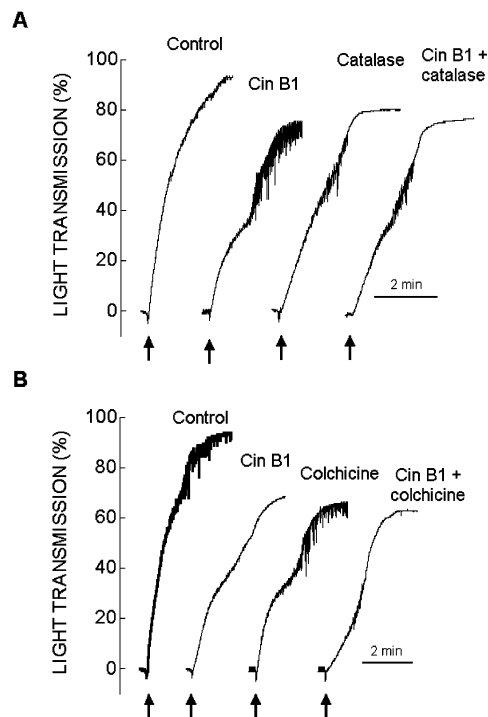 A
Control
Cin B1
Catalase
Cin B1 +
catalase
LIGHT TRANSMISSION (%)
100
80
60
40
20
0
2 min
B
Control
Cin B1
Colchicine
Cin B1 +
colchicine
LIGHT TRANSMISSION (%)
100
80
60
40
20
0
2 min